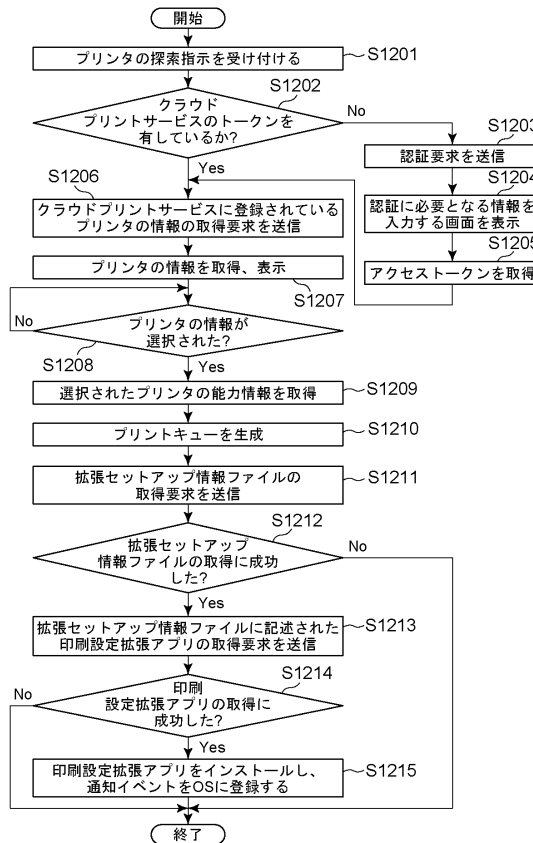 開始
プリンタの探索指示を受け付ける
S1201
クラウド
プリントサービスのトークンを
有しているか?
S1202
No
Yes
認証要求を送信
S1203
認証に必要となる情報を
入力する画面を表示
S1204
アクセストークンを取得
S1205
S1206
クラウドプリントサービスに登録されている
プリンタの情報の取得要求を送信
プリンタの情報を取得、表示
S1207
プリンタの情報が
選択された?
No
S1208
Yes
選択されたプリンタの能力情報を取得
S1209
プリントキューを生成
S1210
拡張セットアップ情報ファイルの
取得要求を送信
S1211
S1212
拡張セットアップ
情報ファイルの取得に成功
した?
No
Yes
拡張セットアップ情報ファイルに記述された
印刷設定拡張アプリの取得要求を送信
S1213
S1214
印刷
設定拡張アプリの取得に
成功した?
No
Yes
印刷設定拡張アプリをインストールし、
通知イベントをOSに登録する
S1215
終了